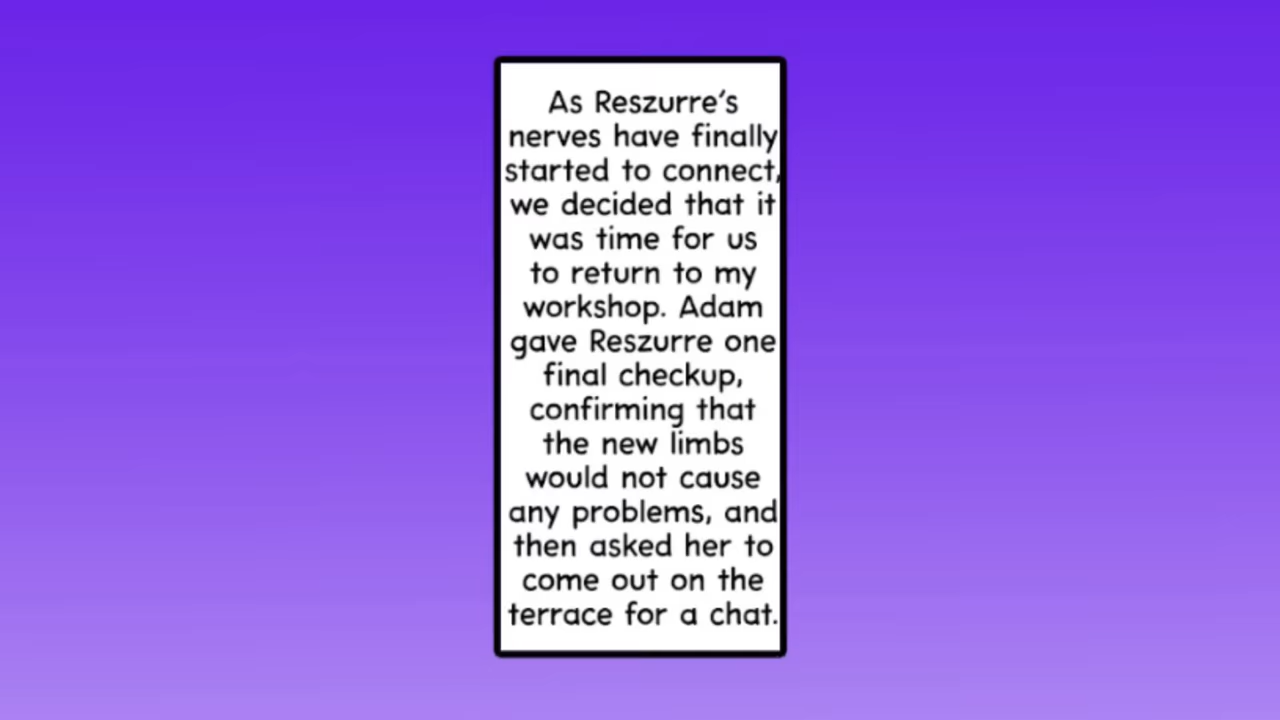 As Reszurre's
nerves have finally
started to connect,
we decided that it
was time for us
to return to my
workshop. Adam
gave Reszurre one
final checkup,
confirming that
the new limbs
would not cause
any problems, and
then asked her to
come out on the
terrace for a chat.